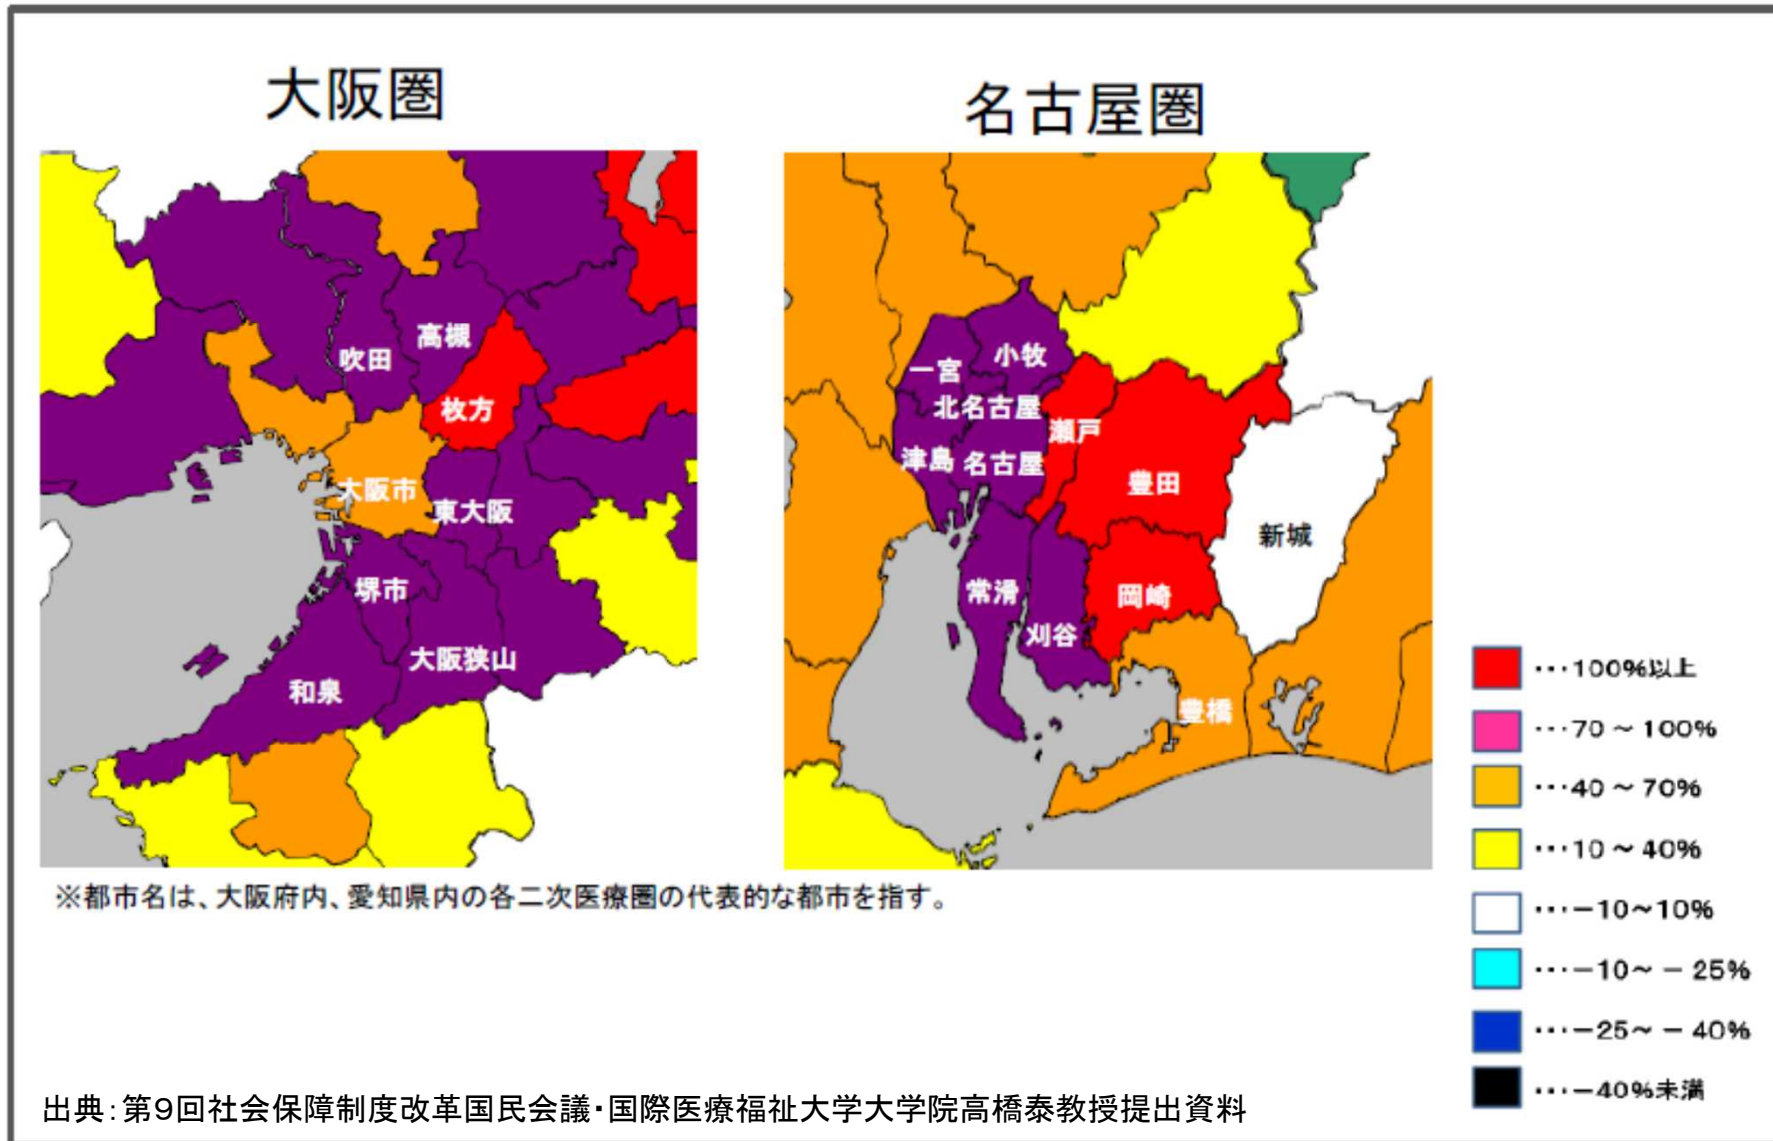 大阪圏
名古屋圏
高槻
吹田
枚方
大阪市
東大阪
堺市
大阪狭山
和泉
一宮
小牧
北名古屋
瀬戸
津島
名古屋
豊田
新城
常滑
岡崎
刈谷
豊橋
…100%以上
…70~100%
…40~70%
…10~40%
…-10~10%
…-10~-25%
…-25~-40%
…-40%未満
※都市名は、大阪府内、愛知県内の各二次医療圏の代表的な都市を指す。
出典:第9回社会保障制度改革国民会議・国際医療福祉大学大学院高橋泰教授提出資料